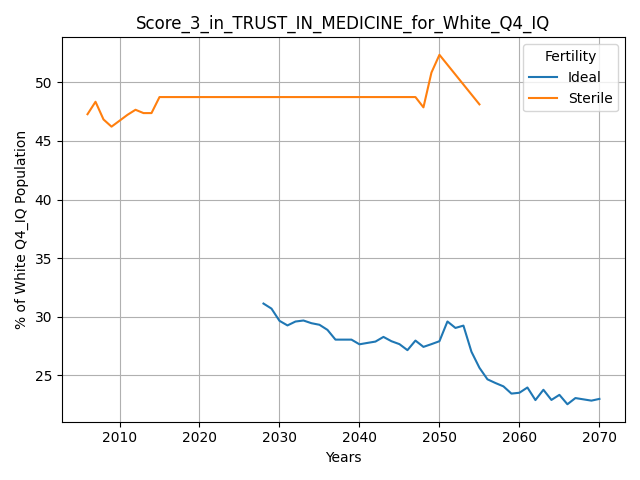 Score_3_in_TRUST_IN_MEDICINE_for_White_Q4_IQ
Fertility
Ideal
Sterile
% of White Q4_IQ Population
50
45
40
35
30
25
2010 2020 2030 2040 2050 2060 2070
Years